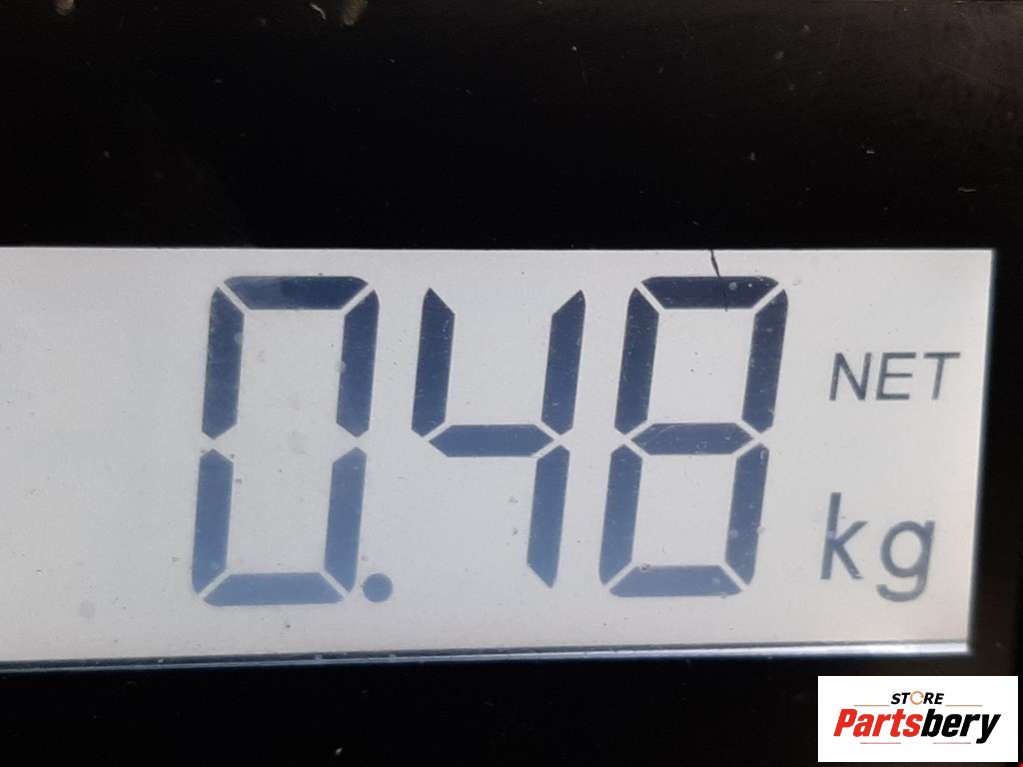 0.48 NET
kg
STORE
Partsbery